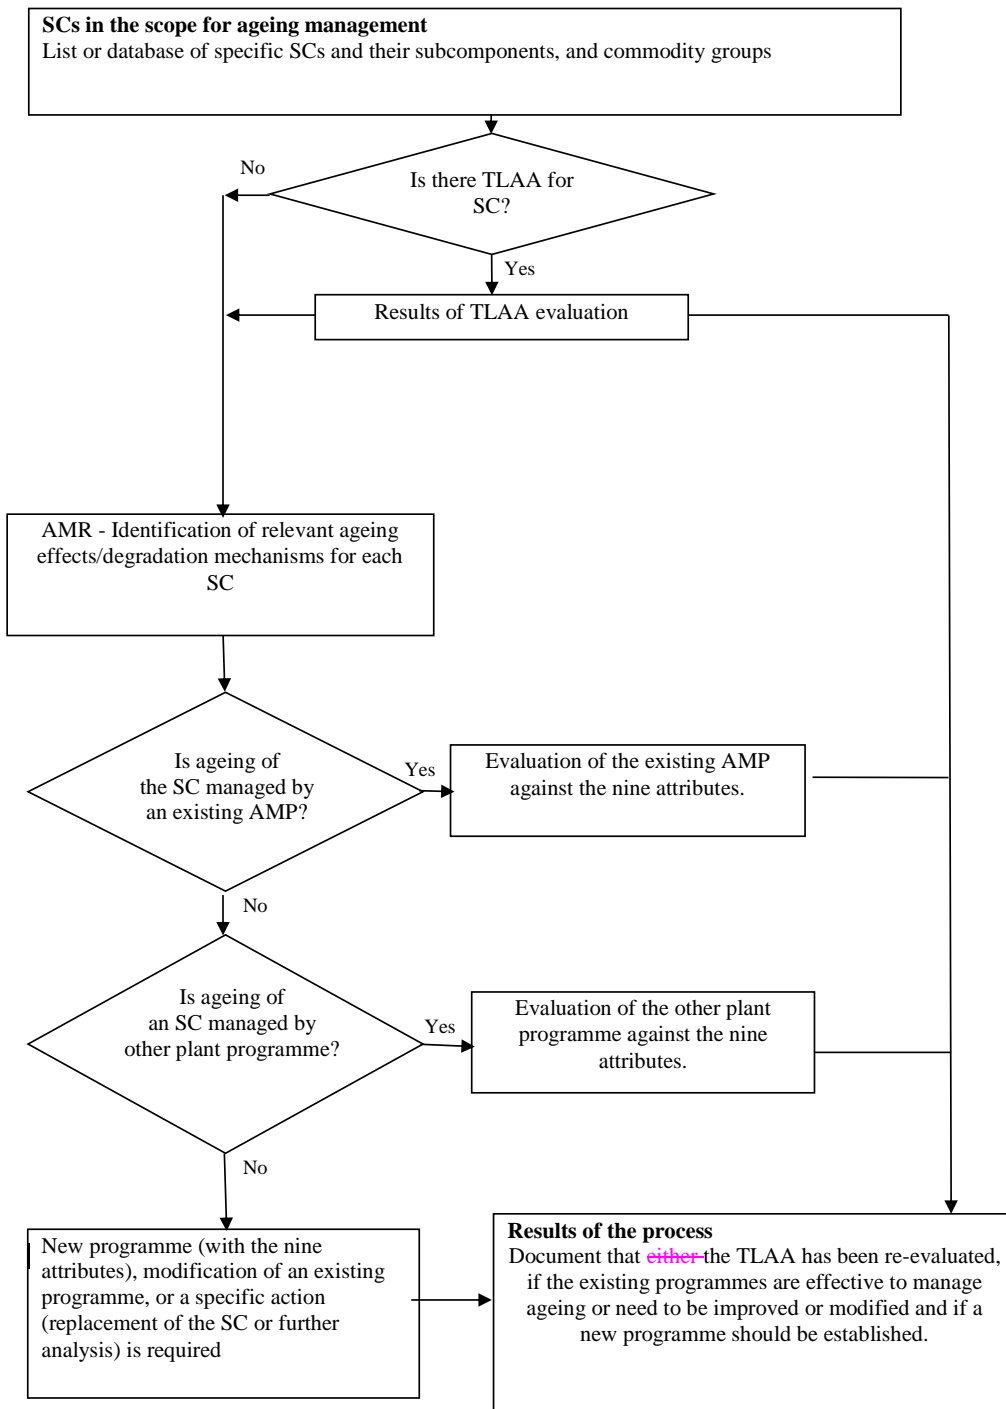 SCs in the scope for ageing management
List or database of specific SCs and their subcomponents, and commodity groups
No
Is there TLAA for
SC?
Yes
Results of TLAA evaluation
AMR - Identification of relevant ageing
effects/degradation mechanisms for each
SC
Is ageing of
the SC managed by
an existing AMP?
Yes
Evaluation of the existing AMP
against the nine attributes.
No
Is ageing of
an SC managed by
other plant programme?
Yes
Evaluation of the other plant
programme against the nine
attributes.
No
New programme (with the nine
attributes), modification of an existing
programme, or a specific action
(replacement of the SC or further
analysis) is required
Results of the process
Document that either the TLAA has been re-evaluated,
if the existing programmes are effective to manage
ageing or need to be improved or modified and if a
new programme should be established.